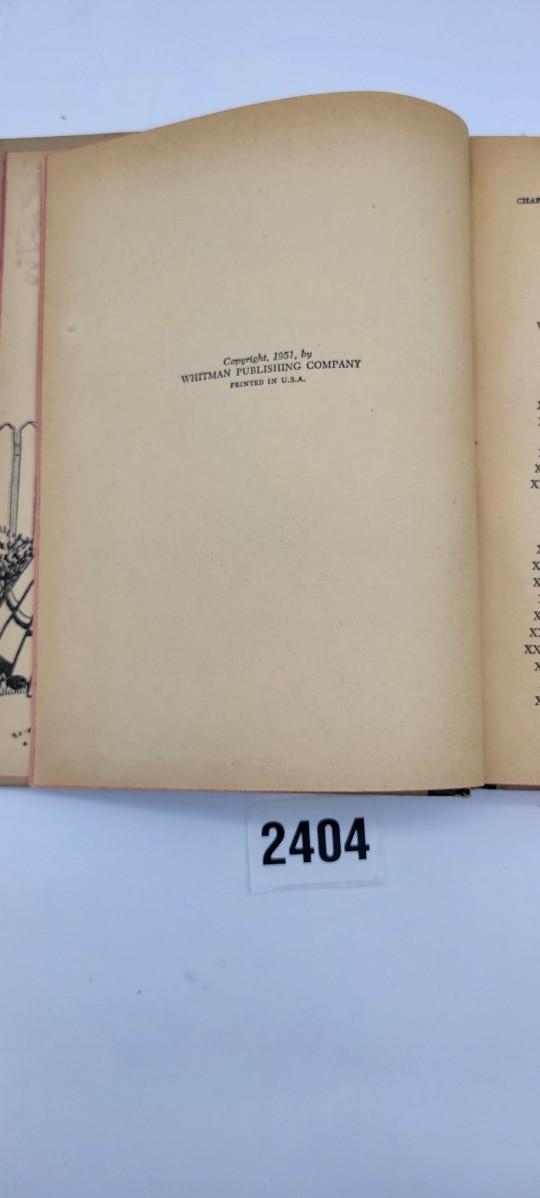 Copyright, 1951, by
WHITMAN PUBLISHING COMPANY
PRINTED IN U.S.A.
2404